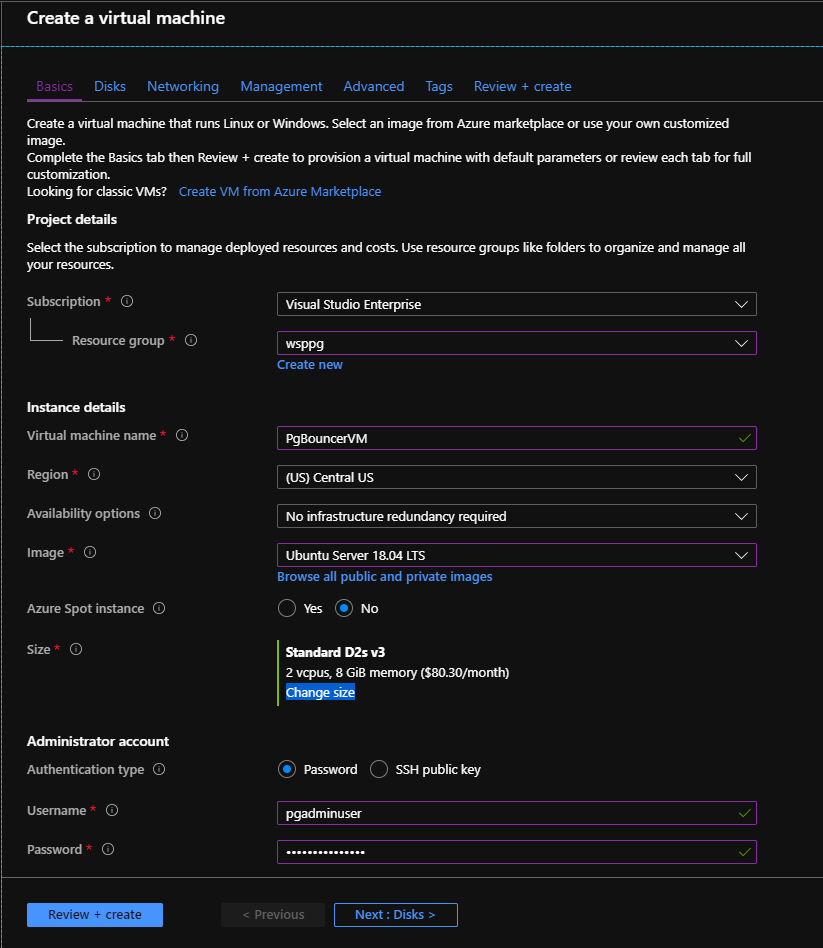 Create a virtual machine
Basics Disks Networking Management Advanced Tags Review + create
Create a virtual machine that runs Linux or Windows. Select an image from Azure marketplace or use your own customized
image.
Complete the Basics tab then Review + create to provision a virtual machine with default parameters or review each tab for full
customization.
Looking for classic VMs? Create VM from Azure Marketplace
Project details
Select the subscription to manage deployed resources and costs. Use resource groups like folders to organize and manage all
your resources.
Subscription * Visual Studio Enterprise
Resource group * wsppg
Create new
Instance details
Virtual machine name * PgBouncerVM
Region * (US) Central US
Availability options No infrastructure redundancy required
Image * Ubuntu Server 18.04 LTS
Browse all public and private images
Azure Spot instance Yes No
Size * Standard D2s v3
2 vcpus, 8 GiB memory ($80.30/month)
Change size
Administrator account
Authentication type Password SSH public key
Username * pgadminuser
Password * •••••••••••••••
Review + create < Previous Next : Disks >